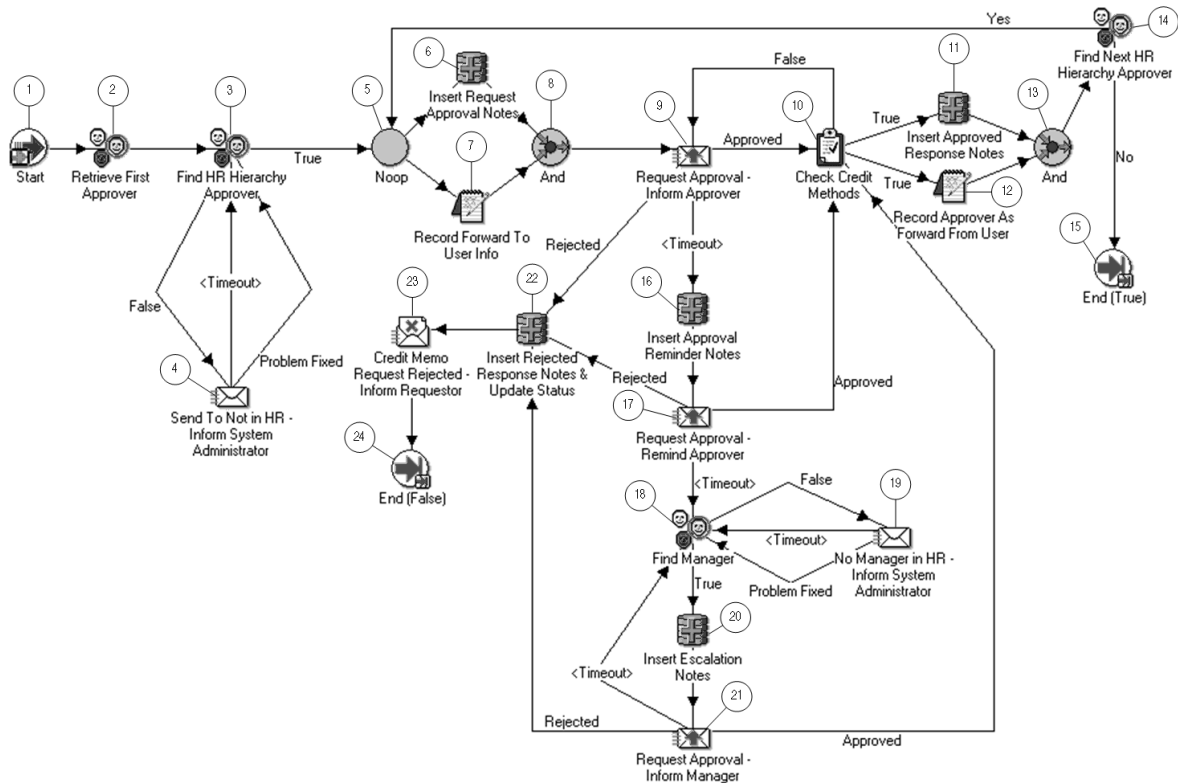 1
Start
2
Retrieve First
Approver
3
Find HR Hierarchy
Approver
True
False
<Timeout>
Problem Fixed
4
Send To Not in HR -
Inform System
Administrator
5
Noop
6
Insert Request
Approval Notes
7
Record Forward To
User Info
8
And
9
Request Approval -
Inform Approver
Approved
False
10
Check Credit
Methods
True
True
11
Insert Approved
Response Notes
12
Record Approver As
Forward From User
13
And
Yes
14
Find Next HR
Hierarchy Approver
No
15
End (True)
Rejected
<Timeout>
16
Insert Approval
Reminder Notes
Rejected
Approved
17
Request Approval -
Remind Approver
<Timeout>
18
Find Manager
False
<Timeout>
Problem Fixed
19
No Manager in HR -
Inform System
Administrator
True
20
Insert Escalation
Notes
<Timeout>
Rejected
Approved
21
Request Approval -
Inform Manager
22
Insert Rejected
Response Notes &
Update Status
23
Credit Memo
Request Rejected -
Inform Requestor
24
End (False)